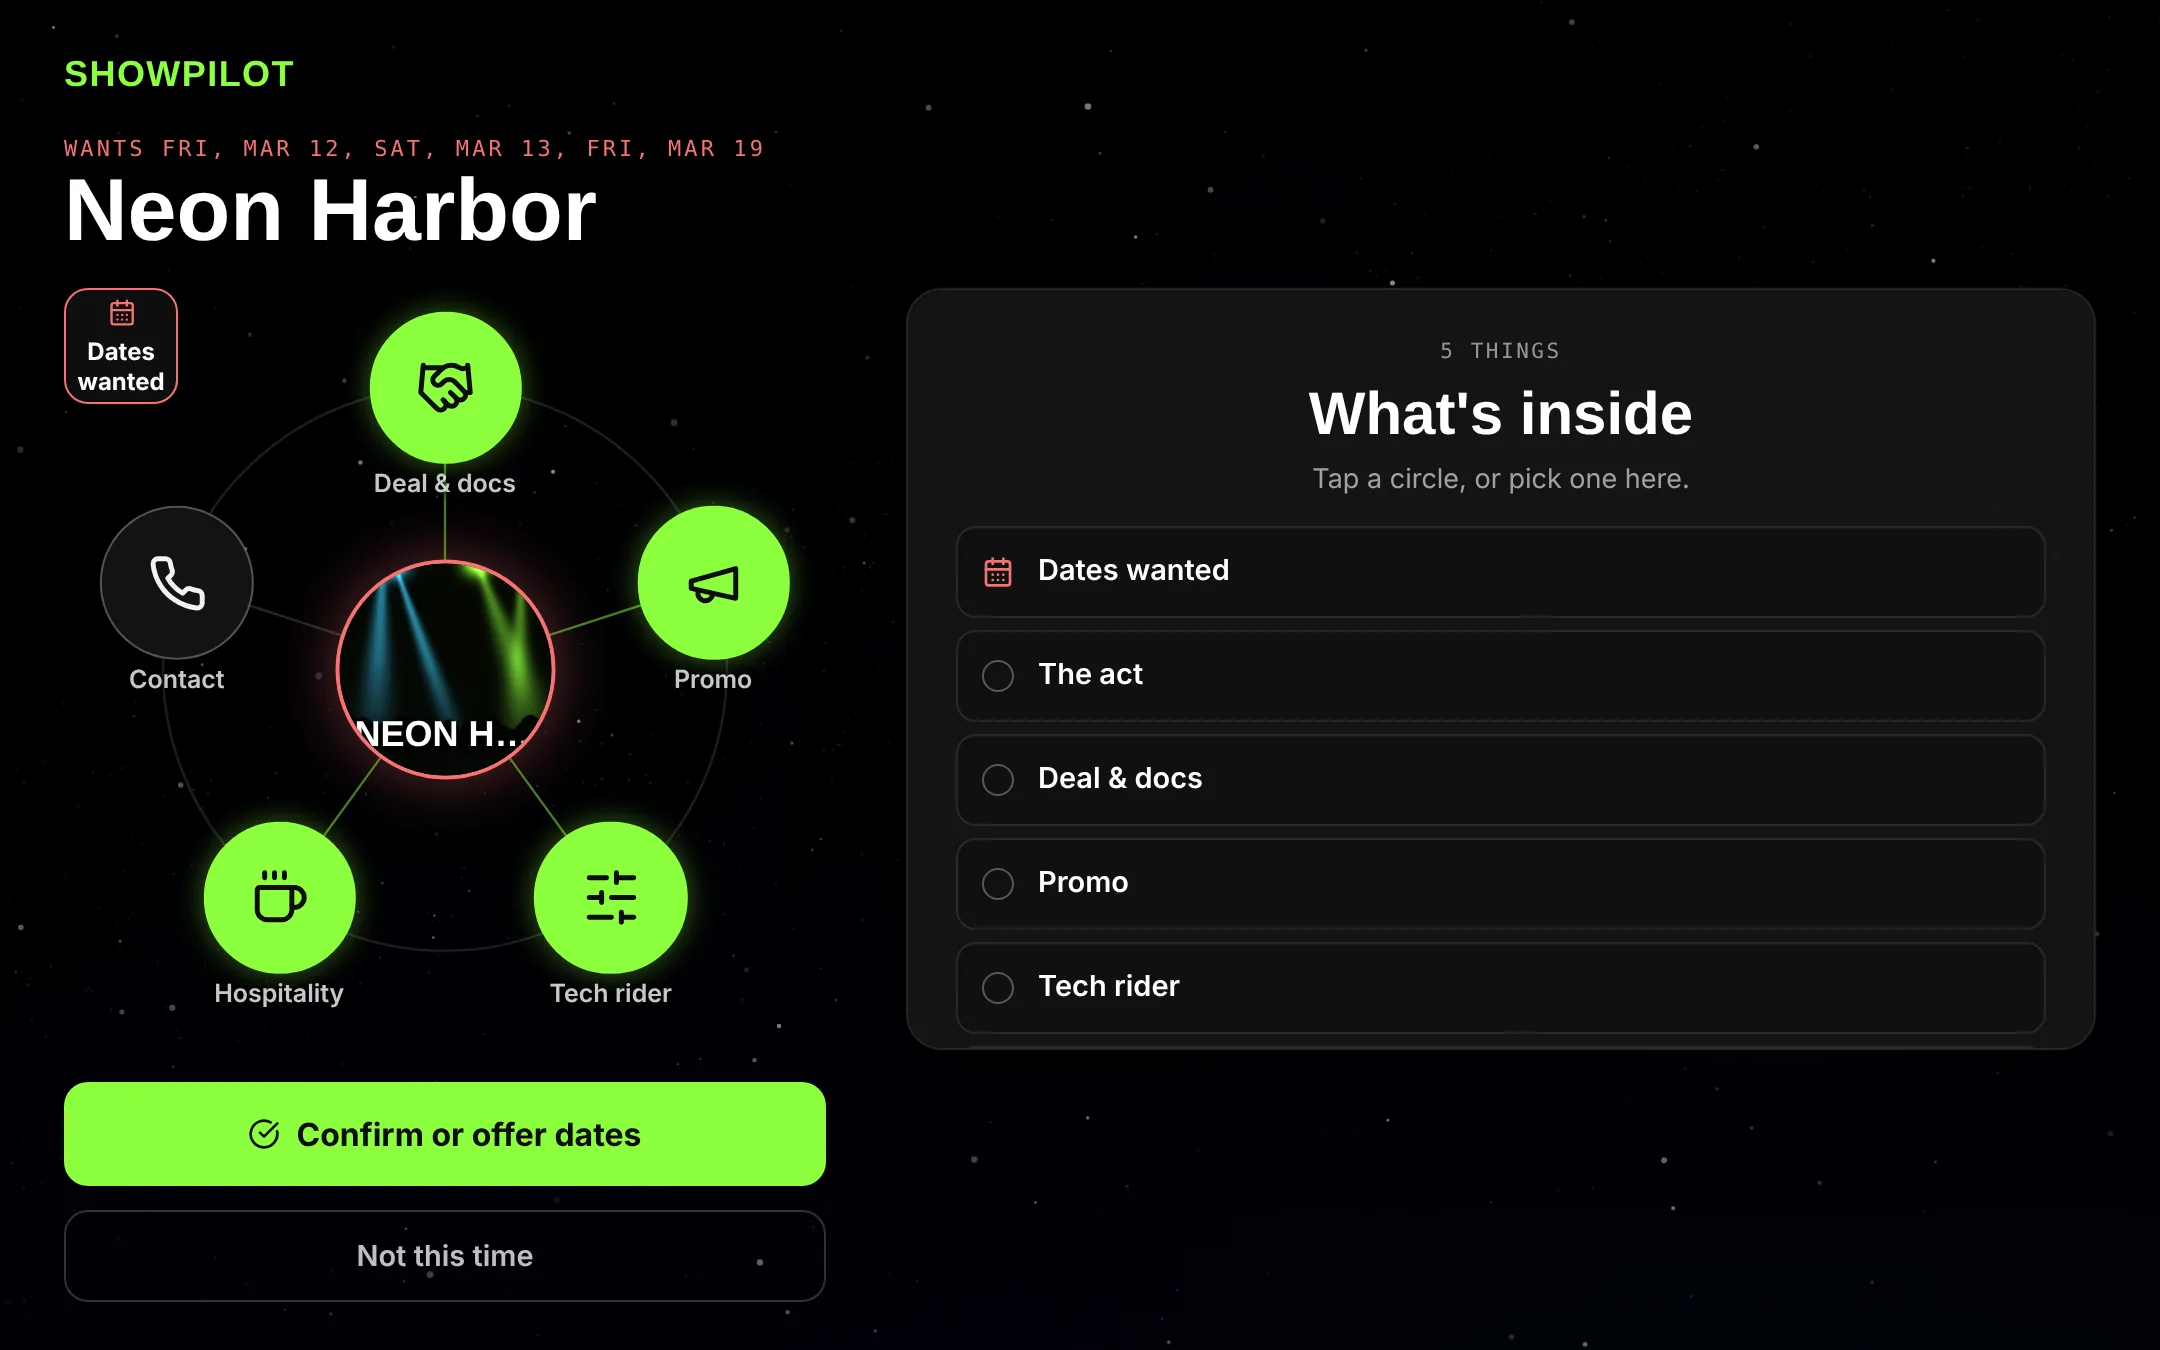 SHOWPILOT
WANTS FRI, MAR 12, SAT, MAR 13, FRI, MAR 19
Neon Harbor
Dates
wanted
Deal & docs
Contact
Promo
NEON H...
Hospitality
Tech rider
Confirm or offer dates
Not this time
5 THINGS
What's inside
Tap a circle, or pick one here.
Dates wanted
The act
Deal & docs
Promo
Tech rider